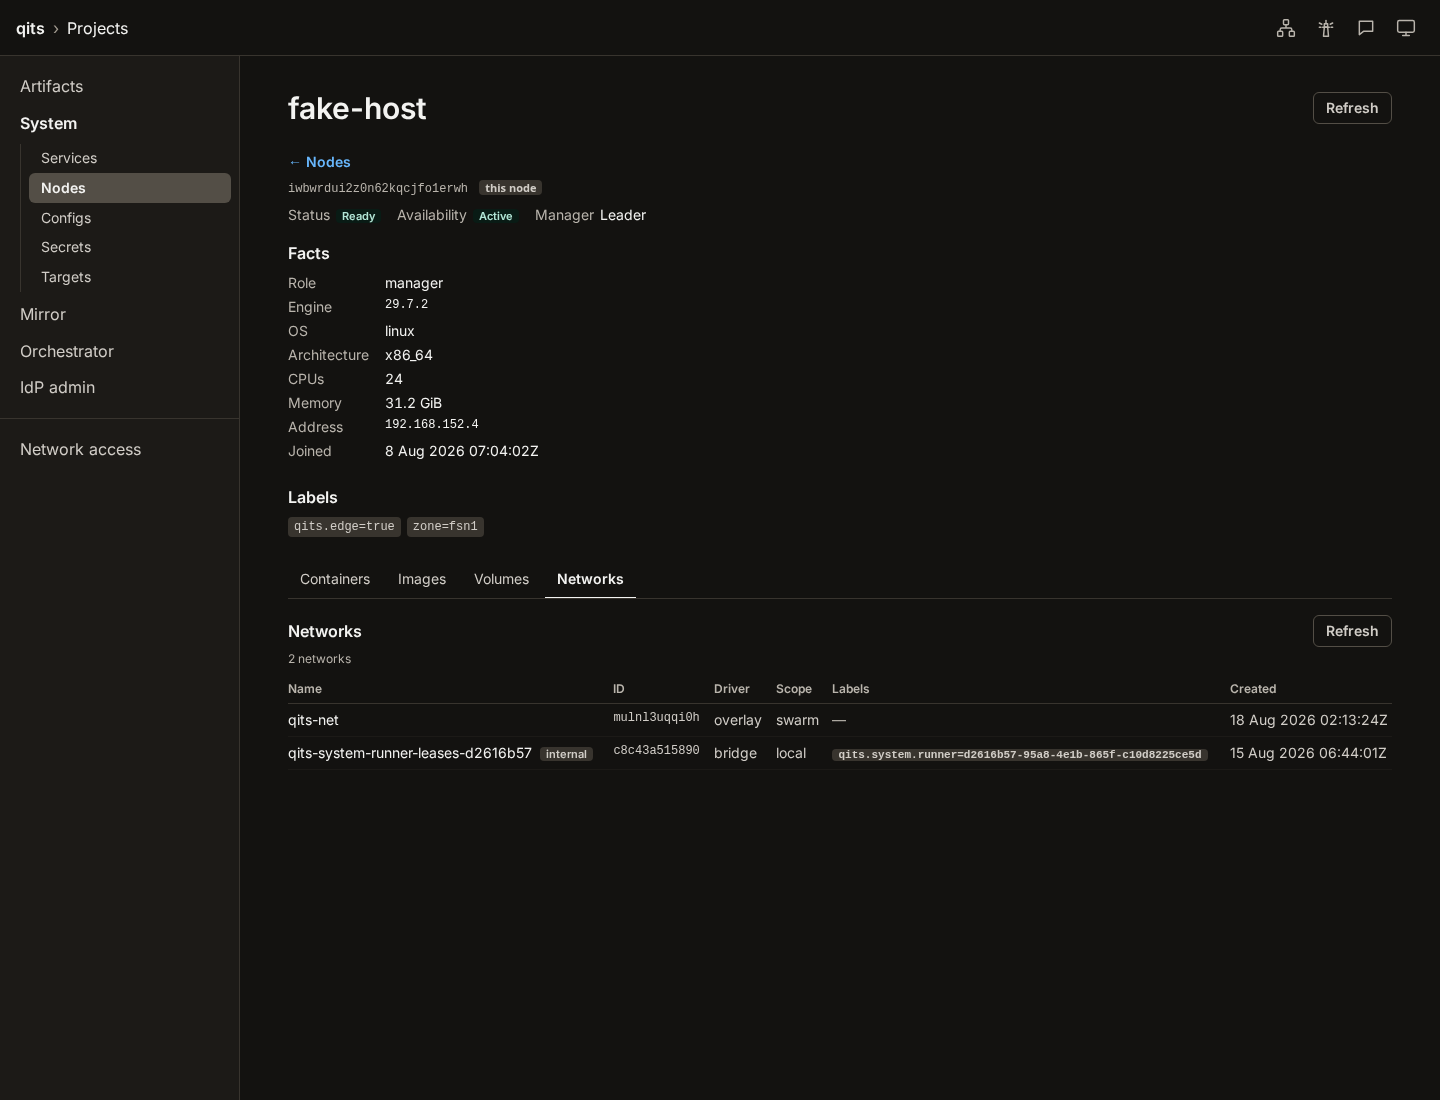 qits › Projects
Artifacts
System
Services
Nodes
Configs
Secrets
Targets
Mirror
Orchestrator
IdP admin
Network access
fake-host
Refresh
← Nodes
iwbwrdui2z0n62kqcjfo1erwh this node
Status Ready Availability Active Manager Leader
Facts
Role manager
Engine 29.7.2
OS linux
Architecture x86_64
CPUs 24
Memory 31.2 GiB
Address 192.168.152.4
Joined 8 Aug 2026 07:04:02Z
Labels
qits.edge=true zone=fsn1
Containers Images Volumes Networks
Networks
Refresh
2 networks
Name ID Driver Scope Labels Created
qits-net mulnl3uqqi0h overlay swarm — 18 Aug 2026 02:13:24Z
qits-system-runner-leases-d2616b57 internal c8c43a515890 bridge local qits.system.runner=d2616b57-95a8-4e1b-865f-c10d8225ce5d 15 Aug 2026 06:44:01Z